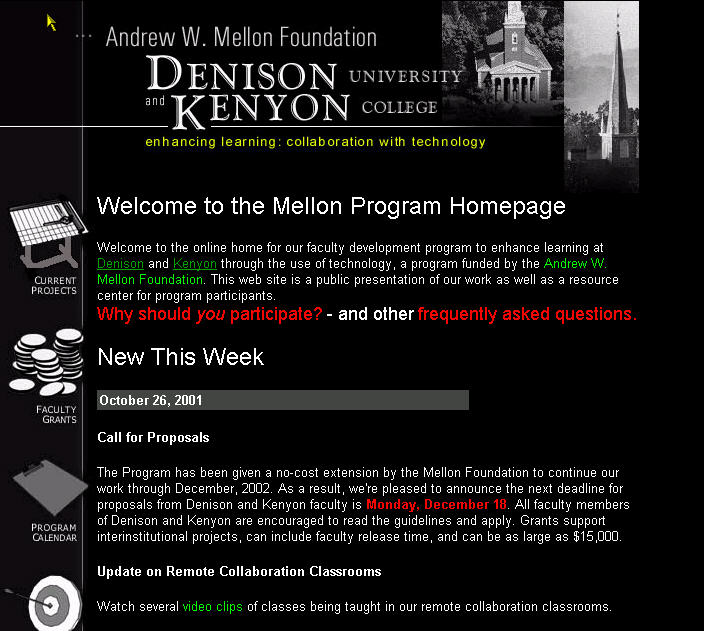 Andrew W. Mellon Foundation
DENISON UNIVERSITY
and KENYON COLLEGE
enhancing learning: collaboration with technology
Welcome to the Mellon Program Homepage
Welcome to the online home for our faculty development program to enhance learning at
Denison and Kenyon through the use of technology, a program funded by the Andrew W.
Mellon Foundation. This web site is a public presentation of our work as well as a resource
center for program participants.
Why should you participate? - and other frequently asked questions.
New This Week
October 26, 2001
Call for Proposals
The Program has been given a no-cost extension by the Mellon Foundation to continue our
work through December, 2002. As a result, we're pleased to announce the next deadline for
proposals from Denison and Kenyon faculty is Monday, December 18. All faculty members
of Denison and Kenyon are encouraged to read the guidelines and apply. Grants support
interinstitutional projects, can include faculty release time, and can be as large as $15,000.
Update on Remote Collaboration Classrooms
Watch several video clips of classes being taught in our remote collaboration classrooms.
CURRENT
PROJECTS
FACULTY
GRANTS
PROGRAM
CALENDAR